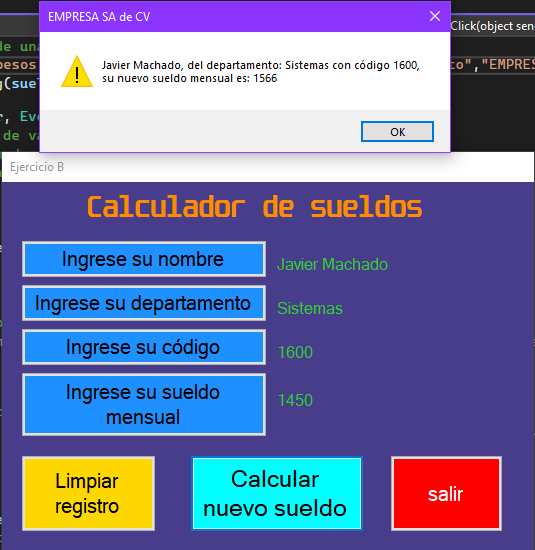 EMPRESA SA de CV
Click(object sen
de una
Javier Machado, del departamento: Sistemas con código 1600,
su nuevo sueldo mensual es: 1566
pesos
to","EMPRES
g(suel
r, Eve
de va
OK
Ejercicio B
Calculador de sueldos
Ingrese su nombre
Javier Machado
Ingrese su departamento
Sistemas
Ingrese su código
1600
Ingrese su sueldo
mensual
1450
Limpiar
registro
Calcular
nuevo sueldo
salir